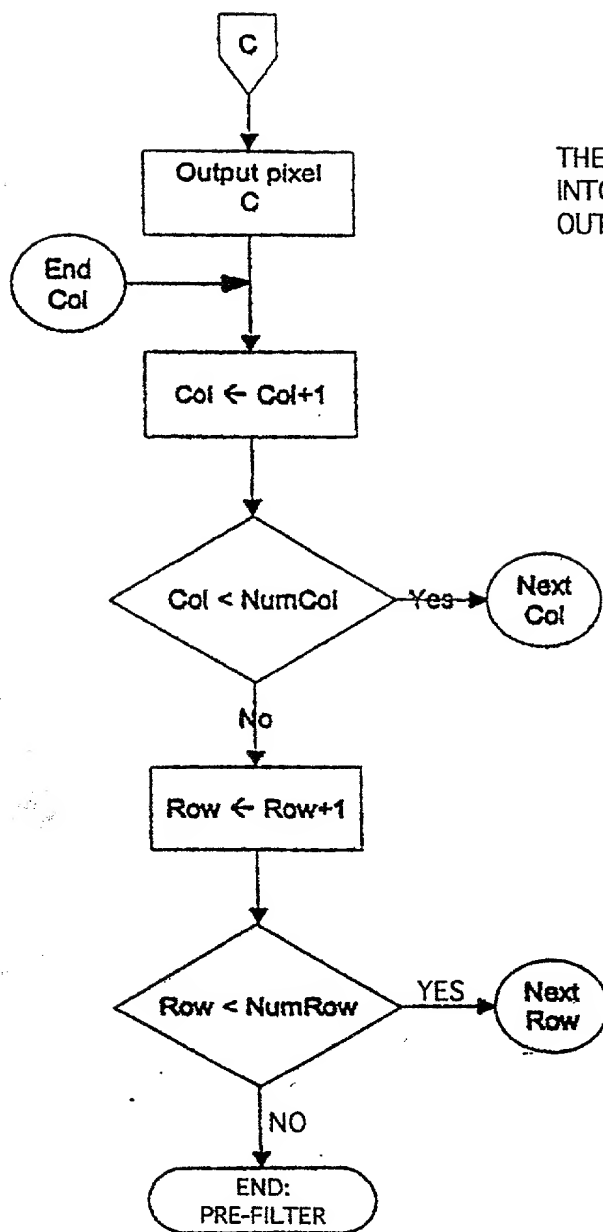 C
Output pixel
C
THE
INTO
OUT
End
Col
Col ← Col+1
Col < NumCol
Yes
Next
Col
No
Row ← Row+1
Row < NumRow
YES
Next
Row
NO
END:
PRE-FILTER